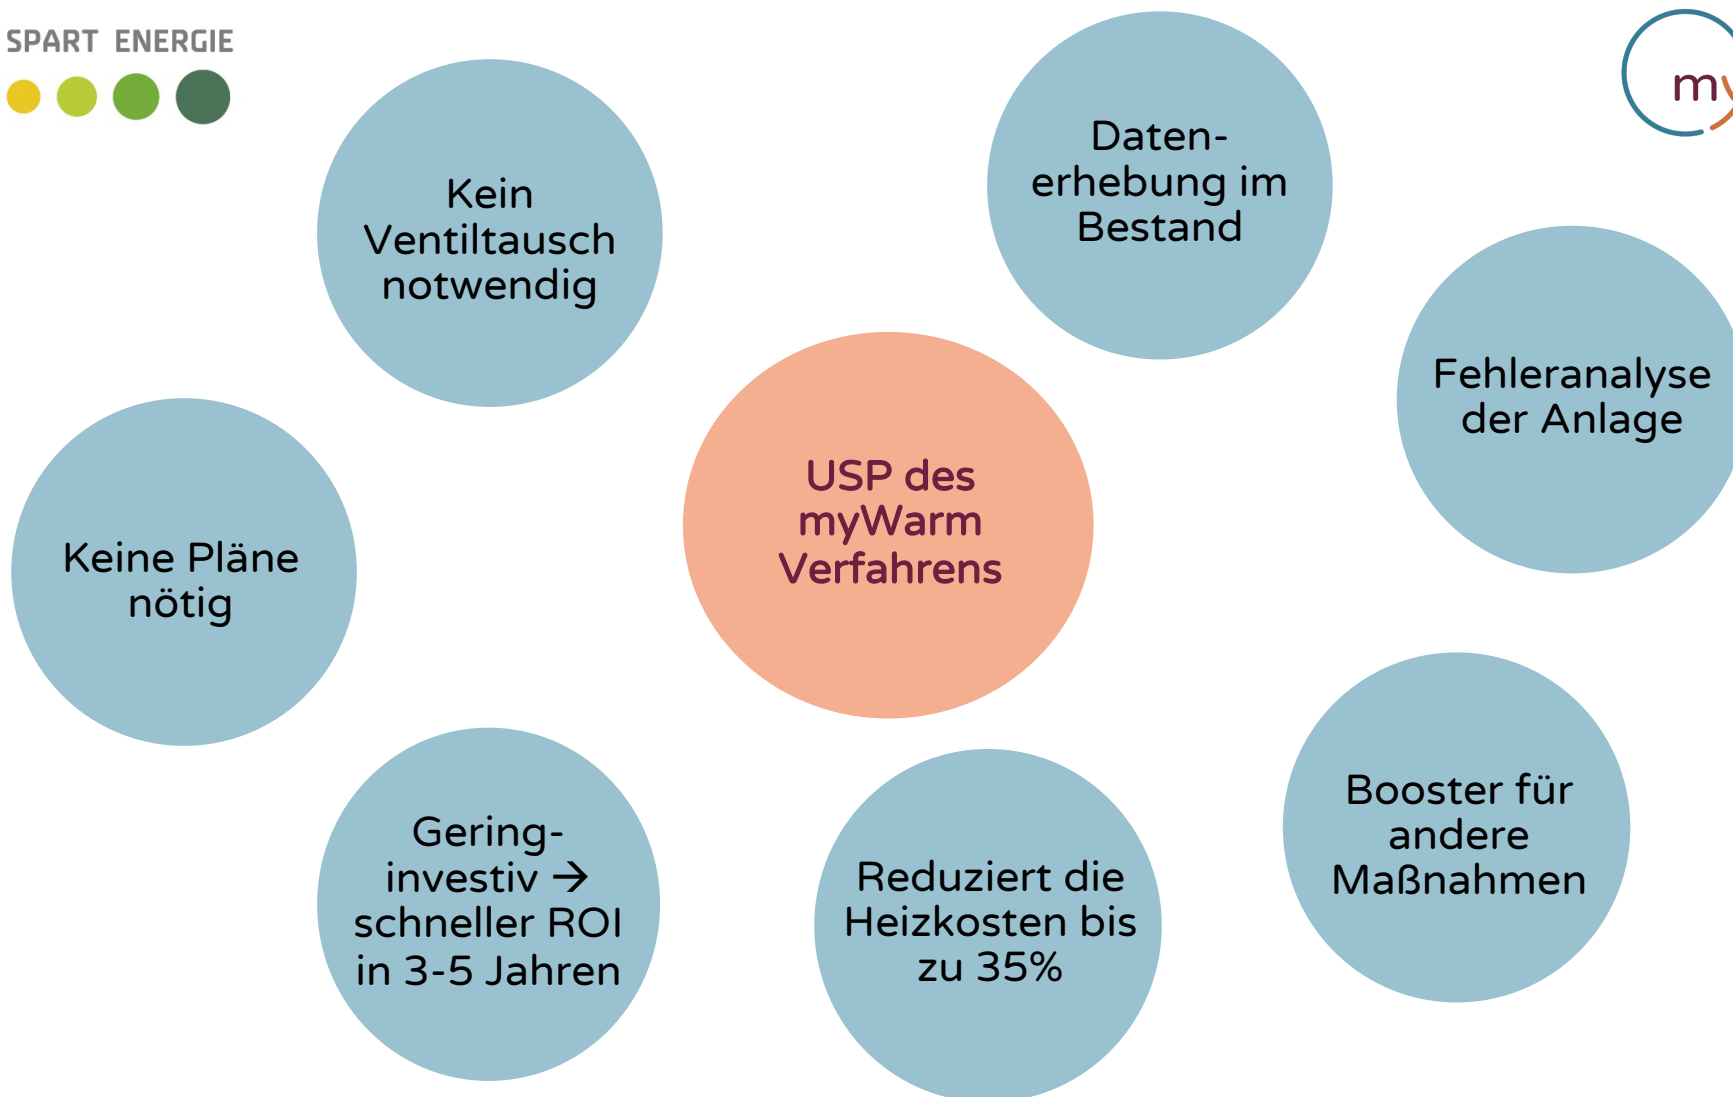 SPART ENERGIE
my
Kein
Ventiltausch
notwendig
Daten-
erhebung im
Bestand
Fehleranalyse
der Anlage
USP des
myWarm
Verfahrens
Keine Pläne
nötig
Gering-
investiv →
schneller ROI
in 3-5 Jahren
Reduziert die
Heizkosten bis
zu 35%
Booster für
andere
Maßnahmen